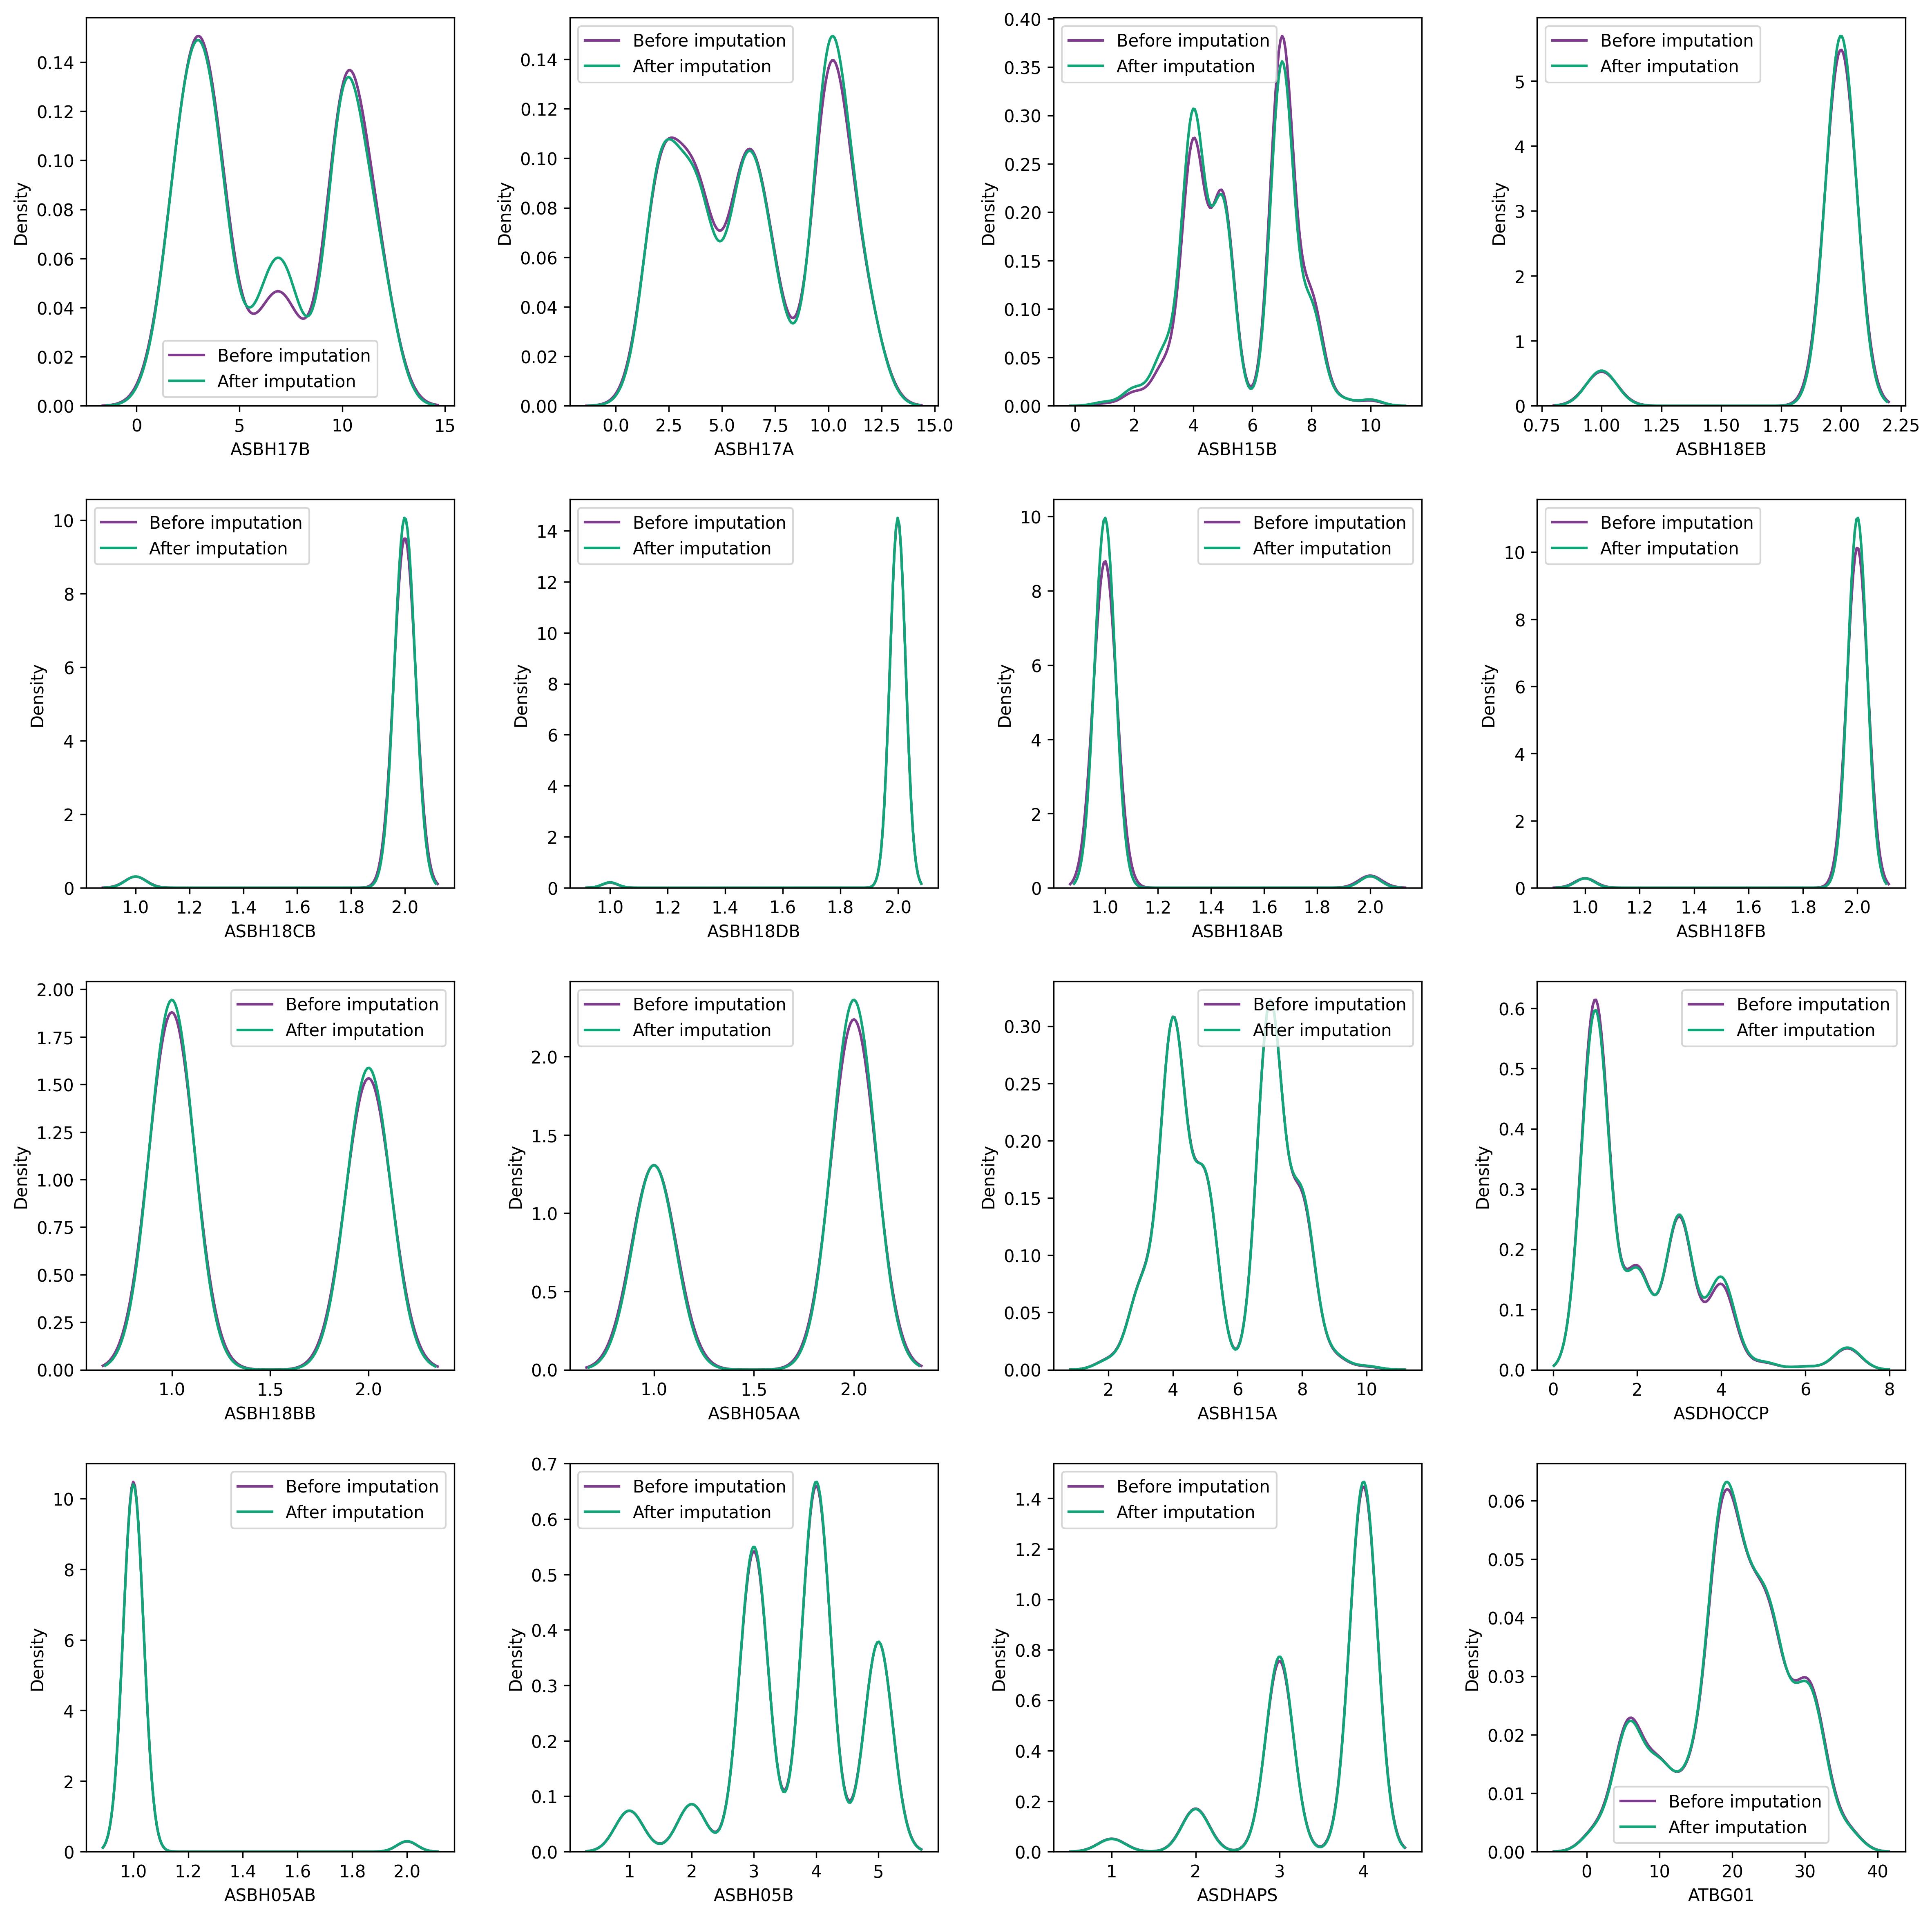 0.14
0.12
0.10
0.08
0.06
0.04
0.02
0.00
Density
Before imputation
After imputation
0 5 10 15
ASBH17B
0.14
0.12
0.10
0.08
0.06
0.04
0.02
0.00
Density
Before imputation
After imputation
0.0 2.5 5.0 7.5 10.0 12.5 15.0
ASBH17A
0.40
0.35
0.30
0.25
0.20
0.15
0.10
0.05
0.00
Density
Before imputation
After imputation
0 2 4 6 8 10
ASBH15B
5
4
3
2
1
0
Density
Before imputation
After imputation
0.75 1.00 1.25 1.50 1.75 2.00 2.25
ASBH18EB
10
8
6
4
2
0
Density
Before imputation
After imputation
1.0 1.2 1.4 1.6 1.8 2.0
ASBH18CB
14
12
10
8
6
4
2
0
Density
Before imputation
After imputation
1.0 1.2 1.4 1.6 1.8 2.0
ASBH18DB
10
8
6
4
2
0
Density
Before imputation
After imputation
1.0 1.2 1.4 1.6 1.8 2.0
ASBH18AB
10
8
6
4
2
0
Density
Before imputation
After imputation
1.0 1.2 1.4 1.6 1.8 2.0
ASBH18FB
2.00
1.75
1.50
1.25
1.00
0.75
0.50
0.25
0.00
Density
Before imputation
After imputation
1.0 1.5 2.0
ASBH18BB
2.0
1.5
1.0
0.5
0.0
Density
Before imputation
After imputation
1.0 1.5 2.0
ASBH05AA
0.30
0.25
0.20
0.15
0.10
0.05
0.00
Density
Before imputation
After imputation
2 4 6 8 10
ASBH15A
0.6
0.5
0.4
0.3
0.2
0.1
0.0
Density
Before imputation
After imputation
0 2 4 6 8
ASDHOCCP
10
8
6
4
2
0
Density
Before imputation
After imputation
1.0 1.2 1.4 1.6 1.8 2.0
ASBH05AB
0.7
0.6
0.5
0.4
0.3
0.2
0.1
0.0
Density
Before imputation
After imputation
1 2 3 4 5
ASBH05B
1.4
1.2
1.0
0.8
0.6
0.4
0.2
0.0
Density
Before imputation
After imputation
1 2 3 4
ASDHAPS
0.06
0.05
0.04
0.03
0.02
0.01
0.00
Density
Before imputation
After imputation
0 10 20 30 40
ATBG01